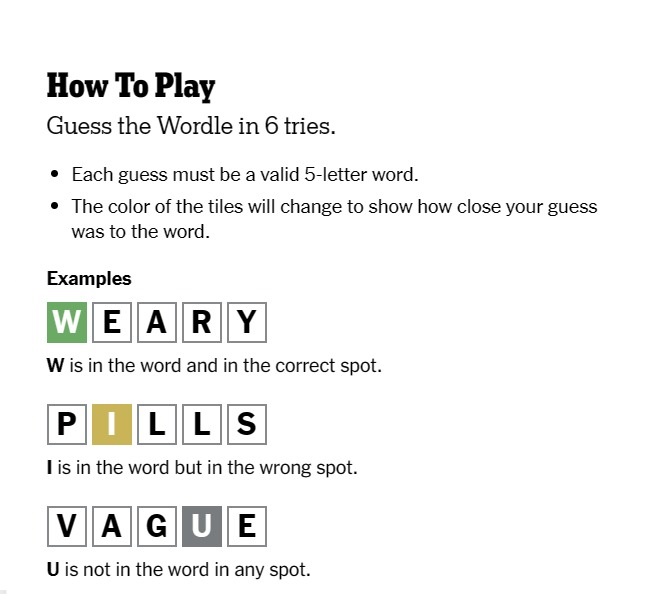 How To Play
Guess the Wordle in 6 tries.
• Each guess must be a valid 5-letter word.
• The color of the tiles will change to show how close your guess
was to the word.
Examples
W E A R Y
W is in the word and in the correct spot.
P I L L S
I is in the word but in the wrong spot.
V A G U E
U is not in the word in any spot.